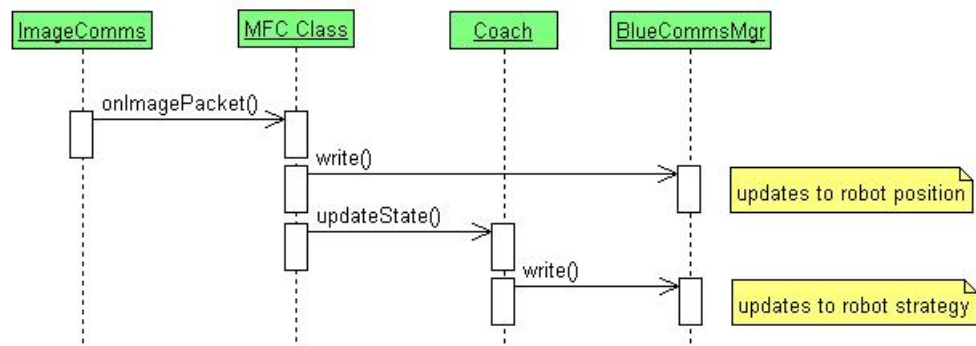 ImageComms
MFC Class
Coach
BlueCommsMgr
onImagePacket()
write()
updates to robot position
updateState()
write()
updates to robot strategy